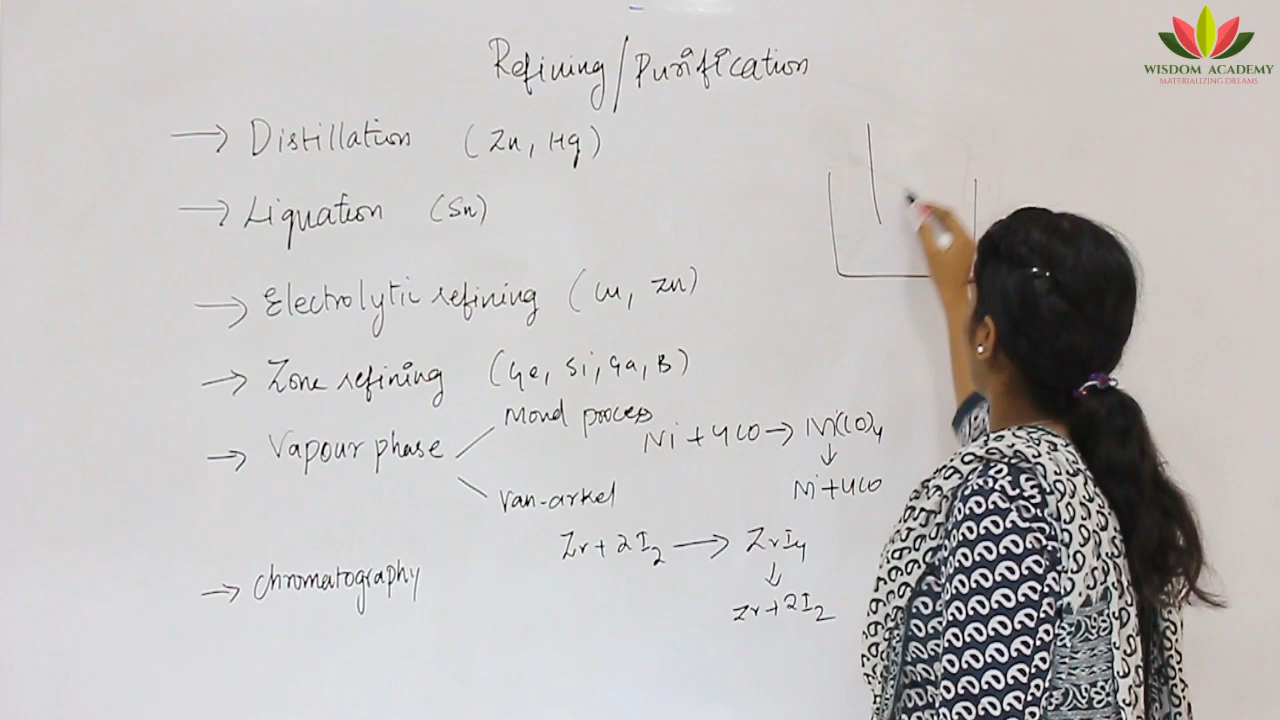 Refining/Purification
WISDOM ACADEMY
MATERIALIZING DREAMS
→ Distillation (Zn, Hg)
→ Liquation (Sn)
→ Electrolytic refining (Cu, Zn)
→ Zone refining (Ge, Si, Ga, B)
→ Vapour phase
Mond process
Ni + 4CO → Ni(CO)4
↓
Ni + 4CO
Van-arkel
Zr + 2I2 → ZrI4
↓
Zr + 2I2
→ Chromatography